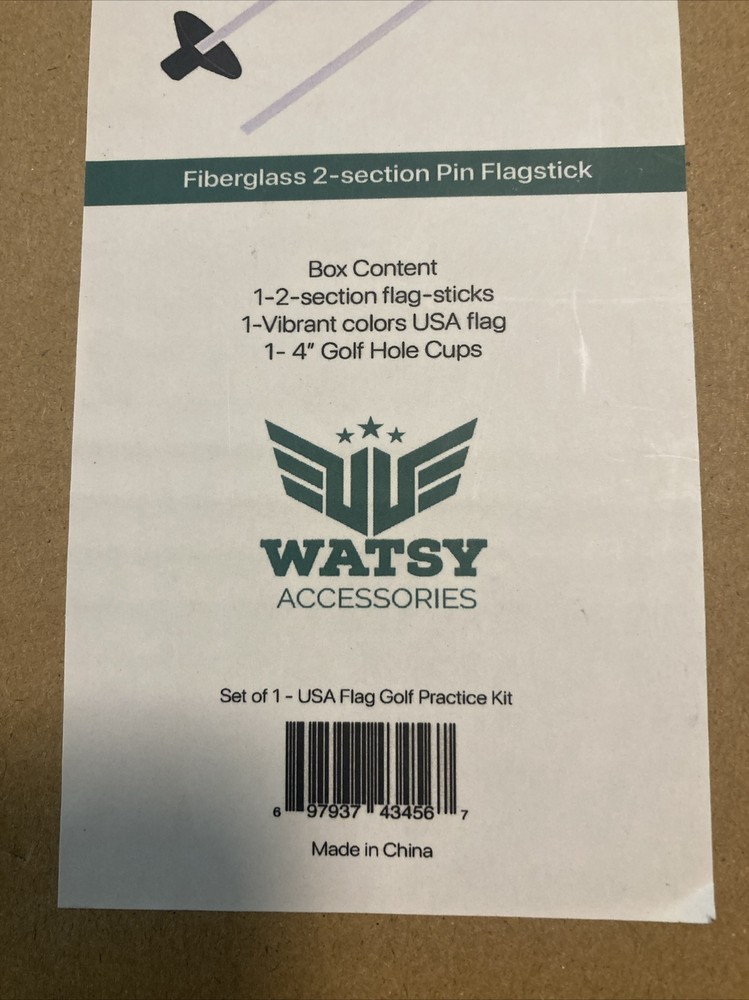 Fiberglass 2-section Pin Flagstick
Box Content
1-2-section flag-sticks
1-Vibrant colors USA flag
1- 4” Golf Hole Cups
WATSY
ACCESSORIES
Set of 1 - USA Flag Golf Practice Kit
6 97937 43456 7
Made in China